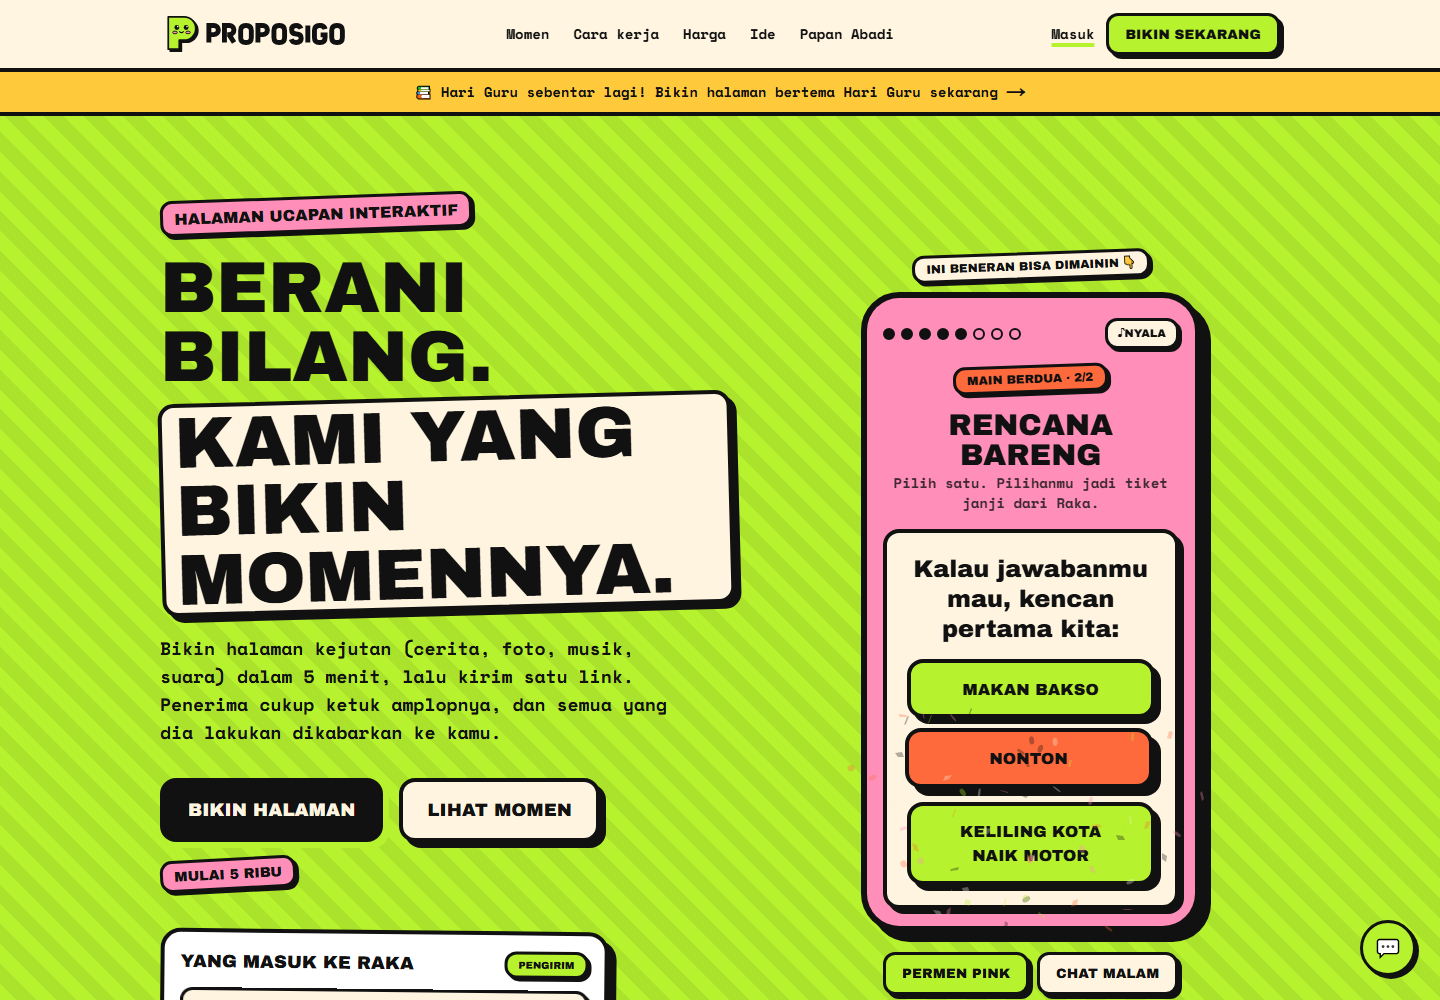 PROPOSIGO
Momen Cara kerja Harga Ide Papan Abadi
Masuk BIKIN SEKARANG
Hari Guru sebentar lagi! Bikin halaman bertema Hari Guru sekarang →
HALAMAN UCAPAN INTERAKTIF
BERANI
BILANG.
KAMI YANG
BIKIN
MOMENNYA.
Bikin halaman kejutan (cerita, foto, musik,
suara) dalam 5 menit, lalu kirim satu link.
Penerima cukup ketuk amplopnya, dan semua yang
dia lakukan dikabarkan ke kamu.
BIKIN HALAMAN LIHAT MOMEN
MULAI 5 RIBU
YANG MASUK KE RAKA PENGIRIM
INI BENERAN BISA DIMAININ 👇
♪NYALA
MAIN BERDUA · 2/2
RENCANA
BARENG
Pilih satu. Pilihanmu jadi tiket
janji dari Raka.
Kalau jawabanmu
mau, kencan
pertama kita:
MAKAN BAKSO
NONTON
KELILING KOTA
NAIK MOTOR
PERMEN PINK CHAT MALAM